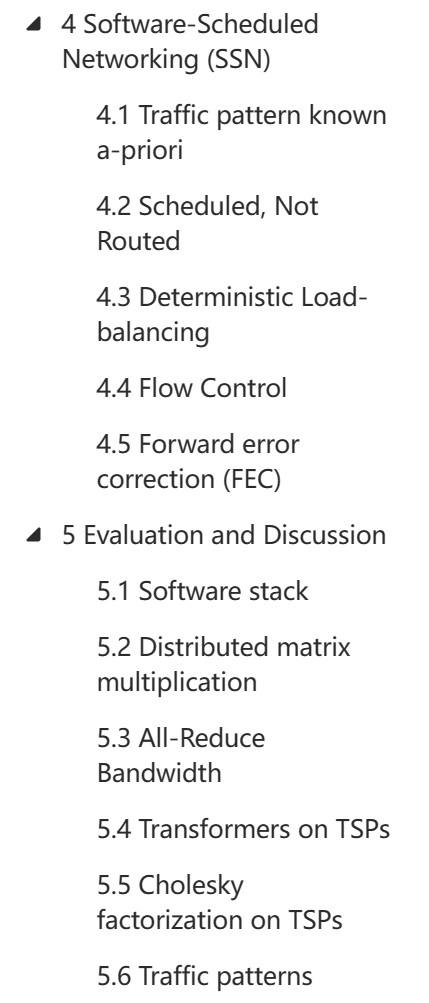 4 Software-Scheduled
Networking (SSN)
4.1 Traffic pattern known
a-priori
4.2 Scheduled, Not
Routed
4.3 Deterministic Load-
balancing
4.4 Flow Control
4.5 Forward error
correction (FEC)
5 Evaluation and Discussion
5.1 Software stack
5.2 Distributed matrix
multiplication
5.3 All-Reduce
Bandwidth
5.4 Transformers on TSPs
5.5 Cholesky
factorization on TSPs
5.6 Traffic patterns